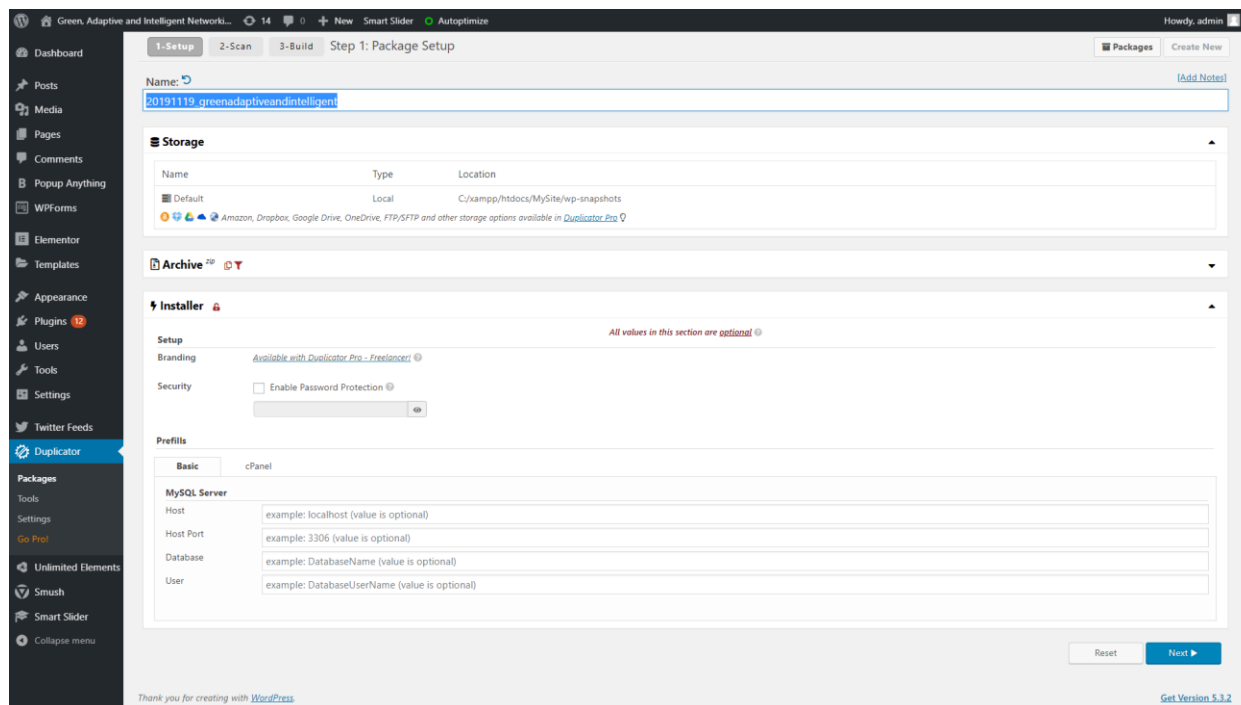 Green, Adaptive and Intelligent Networki... 14 0 + New Smart Slider Autoptimize Howdy, admin
Dashboard
Posts
Media
Pages
Comments
Popup Anything
WPForms
Elementor
Templates
Appearance
Plugins 12
Users
Tools
Settings
Twitter Feeds
Duplicator
Packages
Tools
Settings
Go Pro!
Unlimited Elements
Smush
Smart Slider
Collapse menu
1-Setup 2-Scan 3-Build Step 1: Package Setup Packages Create New
Name: [Add Notes]
20191119_greenadaptiveandintelligent
Storage
Name Type Location
Default Local C:/xampp/htdocs/MySite/wp-snapshots
Amazon, Dropbox, Google Drive, OneDrive, FTP/SFTP and other storage options available in Duplicator Pro
Archive zip
Installer
All values in this section are optional
Setup
Branding Available with Duplicator Pro - Freelancer!
Security Enable Password Protection
Prefills
Basic cPanel
MySQL Server
Host example: localhost (value is optional)
Host Port example: 3306 (value is optional)
Database example: DatabaseName (value is optional)
User example: DatabaseUserName (value is optional)
Reset Next
Thank you for creating with WordPress. Get Version 5.3.2